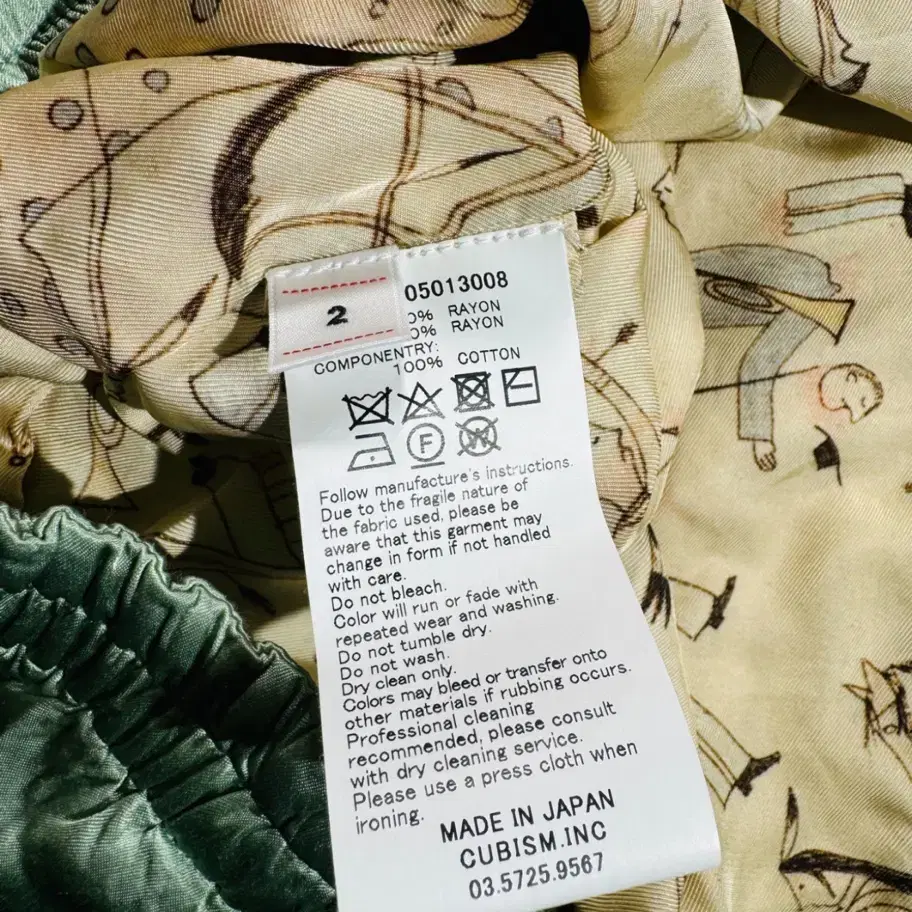 2
05013008
0% RAYON
0% RAYON
COMPONENTRY:
100% COTTON
F
W
Follow manufacture's instructions.
Due to the fragile nature of
the fabric used, please be
aware that this garment may
change in form if not handled
with care.
Do not bleach.
Color will run or fade with
repeated wear and washing.
Do not tumble dry.
Do not wash.
Dry clean only.
Colors may bleed or transfer onto
other materials if rubbing occurs.
Professional cleaning
recommended, please consult
with dry cleaning service.
Please use a press cloth when
ironing.
MADE IN JAPAN
CUBISM.INC
03.5725.9567